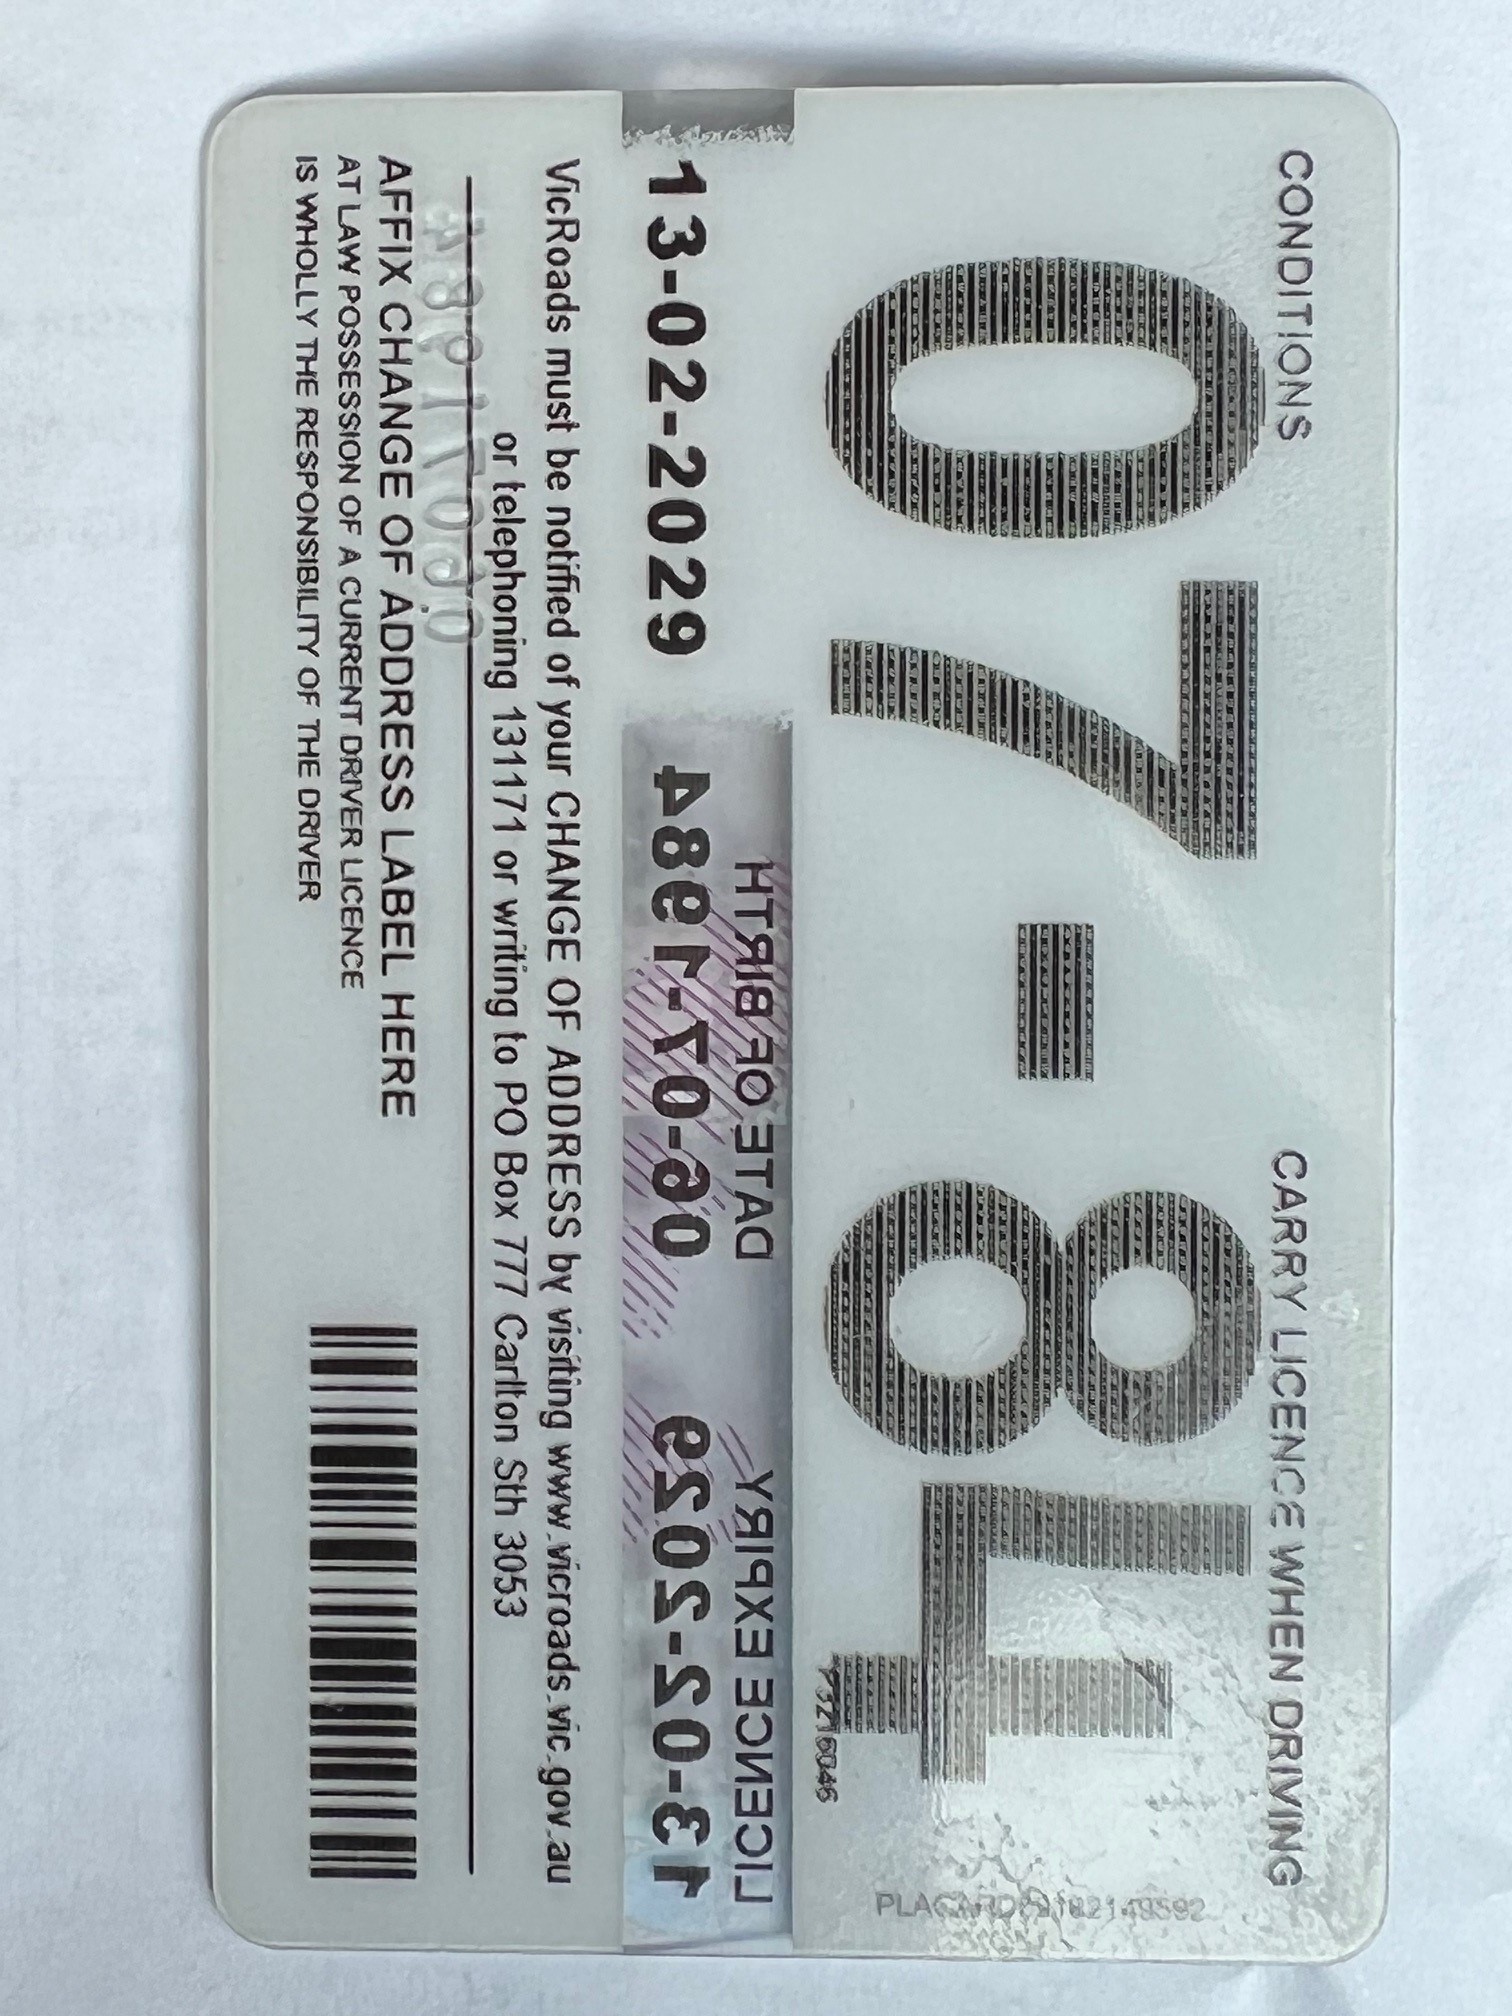 CONDITIONS CARRY LICENCE WHEN DRIVING
07-84
DATE OF BIRTH LICENCE EXPIRY
13-02-2029 06-07-1984 13-02-2029
VicRoads must be notified of your CHANGE OF ADDRESS by visiting www.vicroads.vic.gov.au
or telephoning 131171 or writing to PO Box 777 Carlton Sth 3053
06071984
AFFIX CHANGE OF ADDRESS LABEL HERE
AT LAW POSSESSION OF A CURRENT DRIVER LICENCE
IS WHOLLY THE RESPONSIBILITY OF THE DRIVER